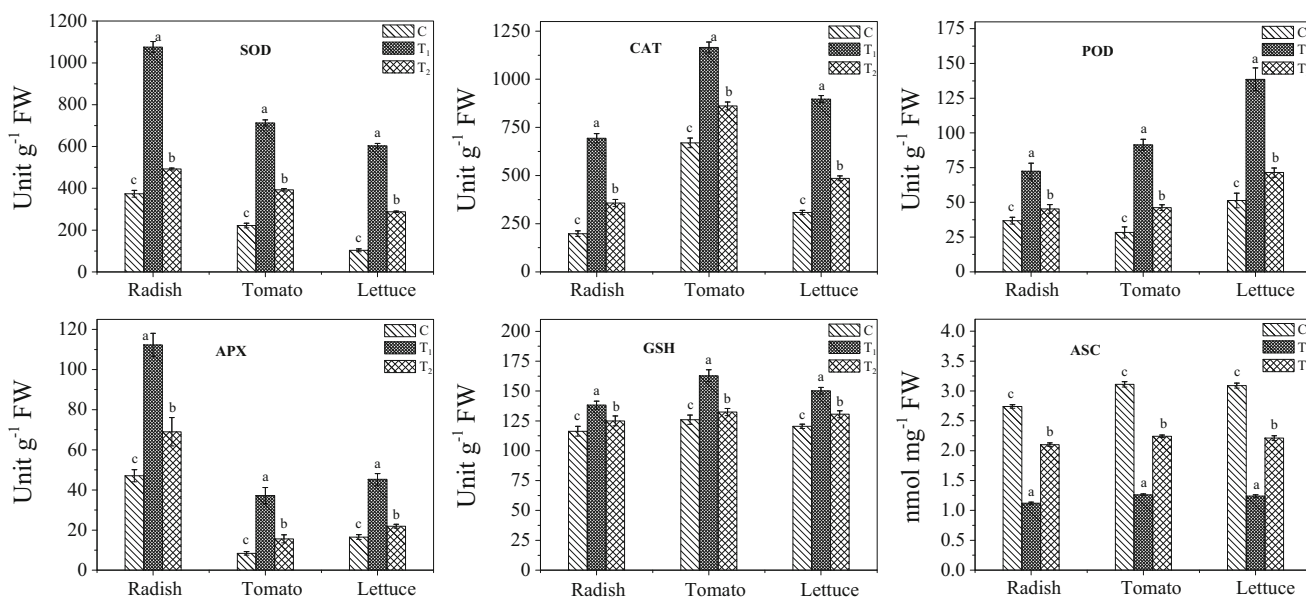 1200
1000
800
600
400
200
0
Unit g⁻¹ FW
SOD
C
T₁
T₂
c a b
c a b
c a b
Radish Tomato Lettuce
1250
1000
750
500
250
0
Unit g⁻¹ FW
CAT
C
T₁
T₂
c a b
c a b
c a b
Radish Tomato Lettuce
175
150
125
100
75
50
25
0
Unit g⁻¹ FW
POD
C
T
T
c a b
c a b
c a b
Radish Tomato Lettuce
120
100
80
60
40
20
0
Unit g⁻¹ FW
APX
C
T₁
T₂
c a b
c a b
c a b
Radish Tomato Lettuce
200
175
150
125
100
75
50
25
0
Unit g⁻¹ FW
GSH
C
T₁
T₂
c a b
c a b
c a b
Radish Tomato Lettuce
4.0
3.5
3.0
2.5
2.0
1.5
1.0
0.0
nmol mg⁻¹ FW
ASC
C
T
T
c a b
c a b
c a b
Radish Tomato Lettuce